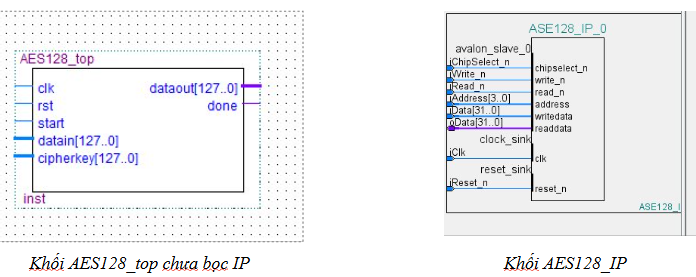 AES128_top
clk
rst
start
datain[127..0]
cipherkey[127..0]
dataout[127..0]
done
inst
Khối AES128_top chưa bọc IP
ASE128_IP_0
avalon_slave_0
iChipSelect_n
iWrite_n
iRead_n
iAddress[3..0]
iData[31..0]
oData[31..0]
chipselect_n
write_n
read_n
address
writedata
readdata
clock_sink
iClk
clk
reset_sink
iReset_n
reset_n
ASE128_I
Khối AES128_IP